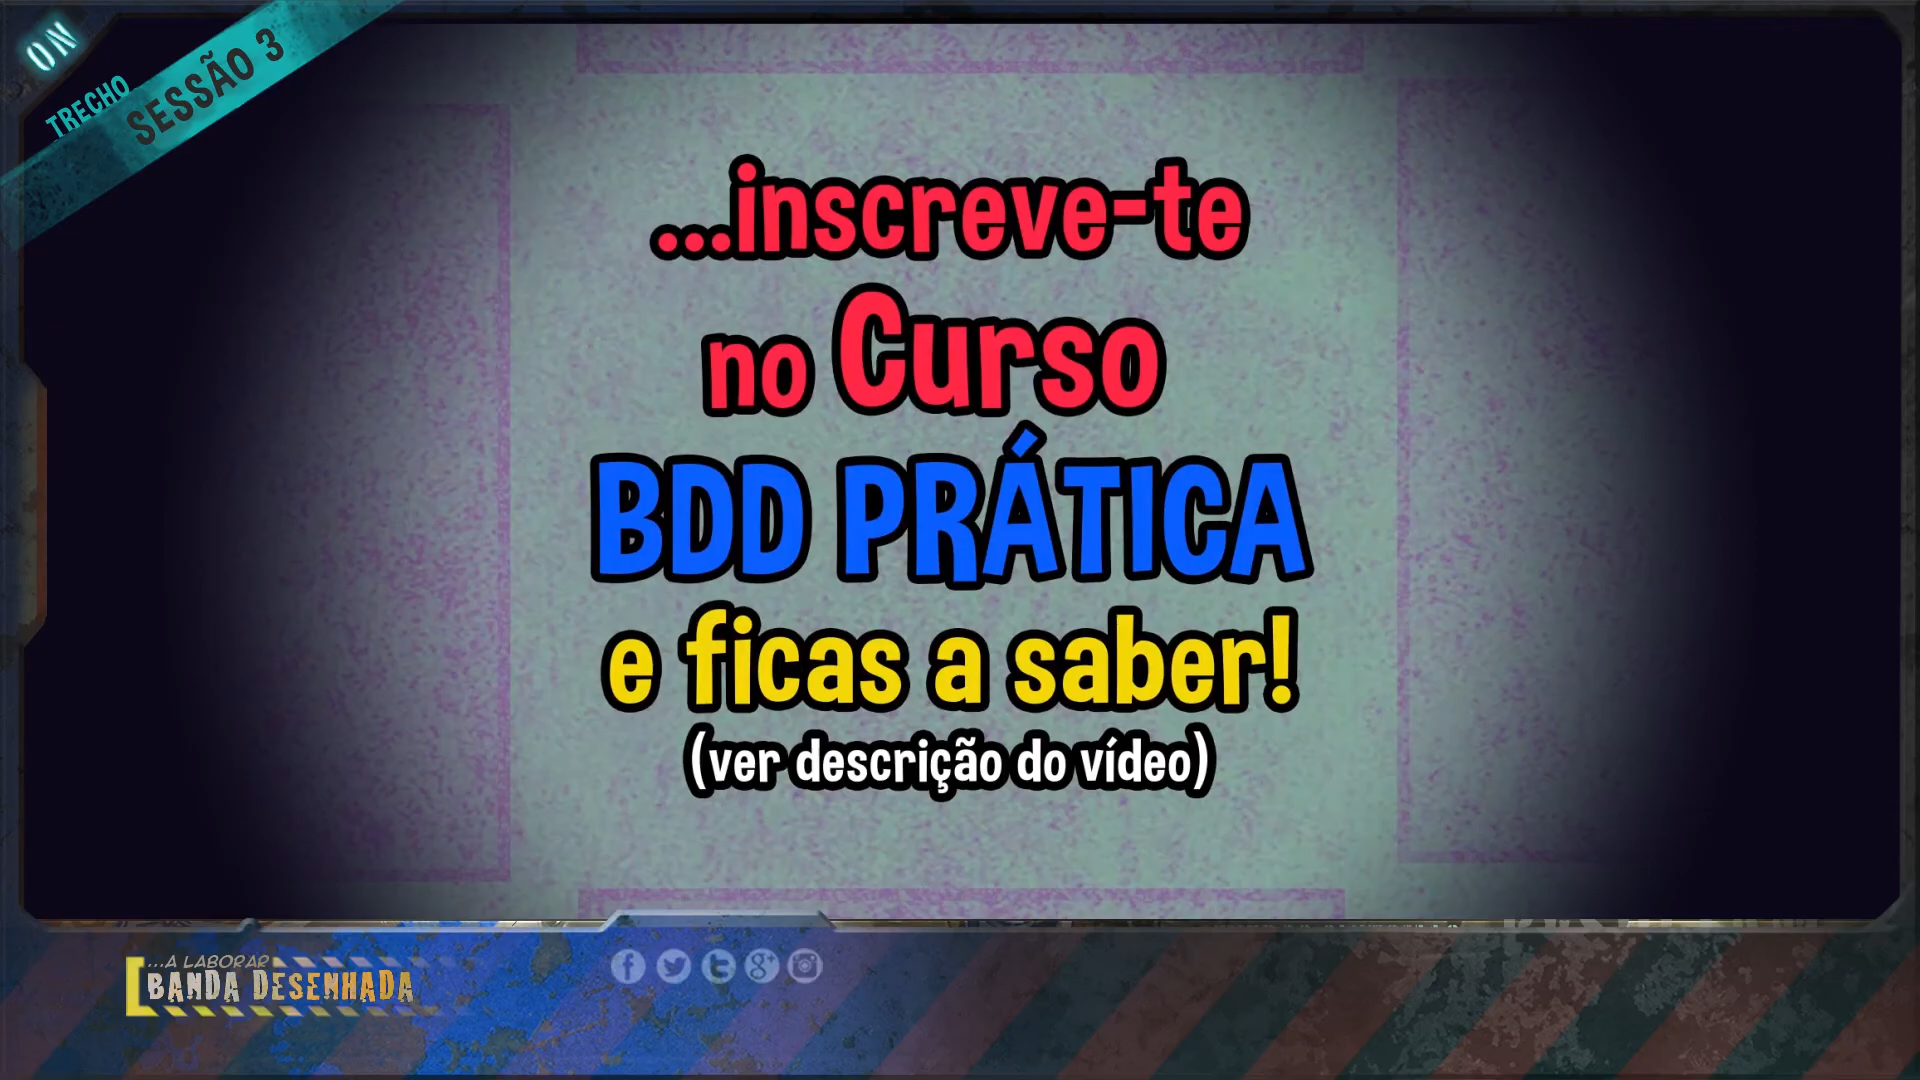 ON
TRECHO
SESSÃO 3
...inscreve-te
no Curso
BDD PRÁTICA
e ficas a saber!
(ver descrição do vídeo)
...A LABORAR
BANDA DESENHADA